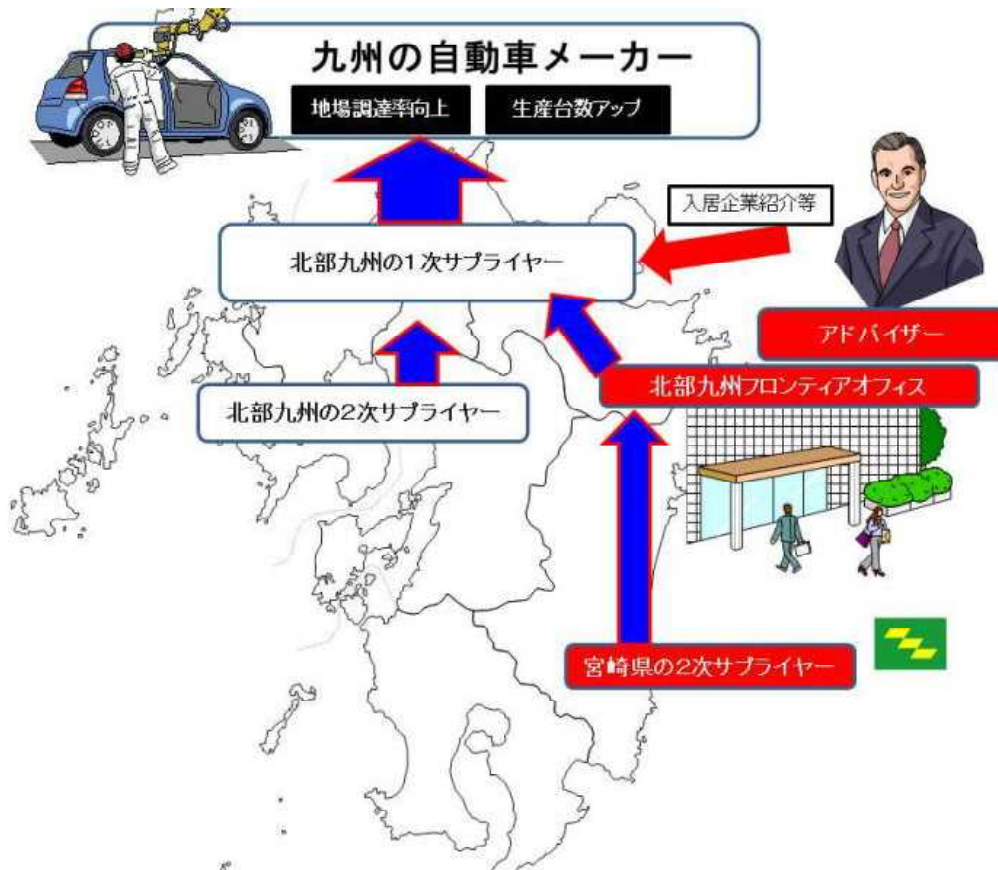 九州の自動車メーカー
地場調達率向上
生産台数アップ
入居企業紹介等
北部九州の1次サプライヤー
アドバイザー
北部九州フロンティアオフィス
北部九州の2次サプライヤー
宮崎県の2次サプライヤー